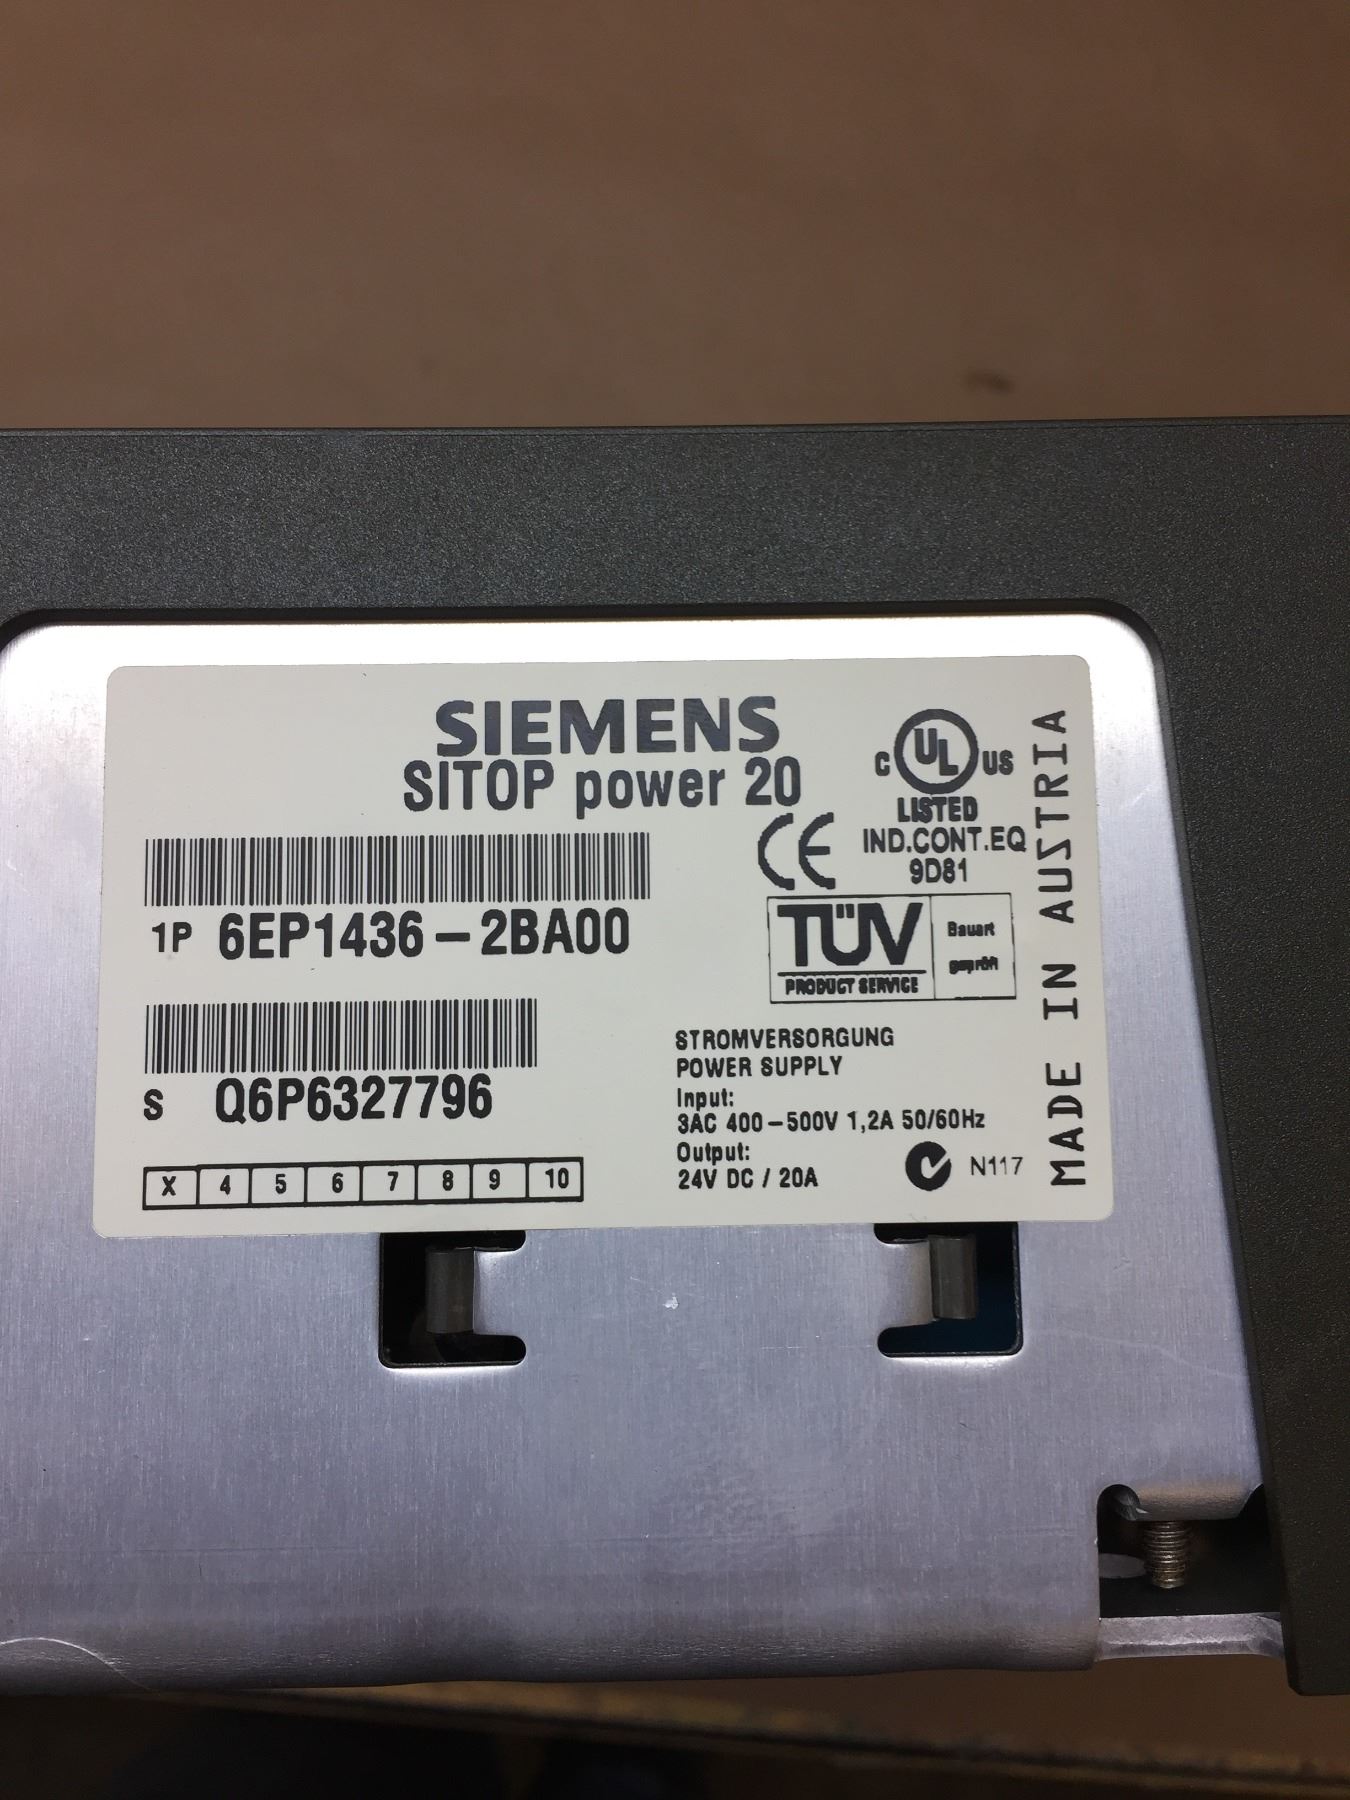 SIEMENS
SITOP power 20
C UL US
LISTED
IND.CONT.EQ
9D81
CE
1P 6EP1436-2BA00
TÜV
PRODUCT SERVICE
Bauart
geprüft
S Q6P6327796
X 4 5 6 7 8 9 10
STROMVERSORGUNG
POWER SUPPLY
Input:
3AC 400-500V 1,2A 50/60Hz
Output:
24V DC / 20A
N117
MADE IN AUSTRIA